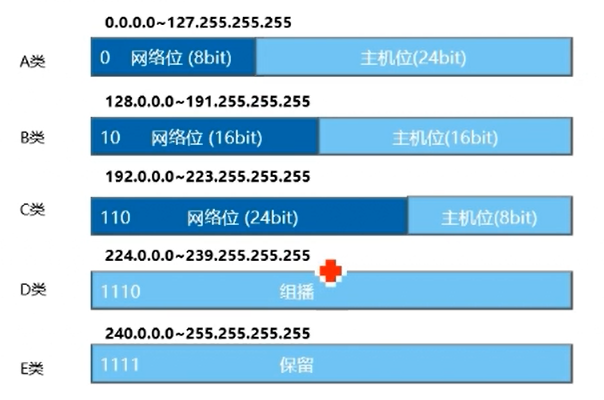 0.0.0.0~127.255.255.255
A类 0 网络位 (8bit) 主机位(24bit)
128.0.0.0~191.255.255.255
B类 10 网络位 (16bit) 主机位(16bit)
192.0.0.0~223.255.255.255
C类 110 网络位 (24bit) 主机位(8bit)
224.0.0.0~239.255.255.255
D类 1110 组播
240.0.0.0~255.255.255.255
E类 1111 保留